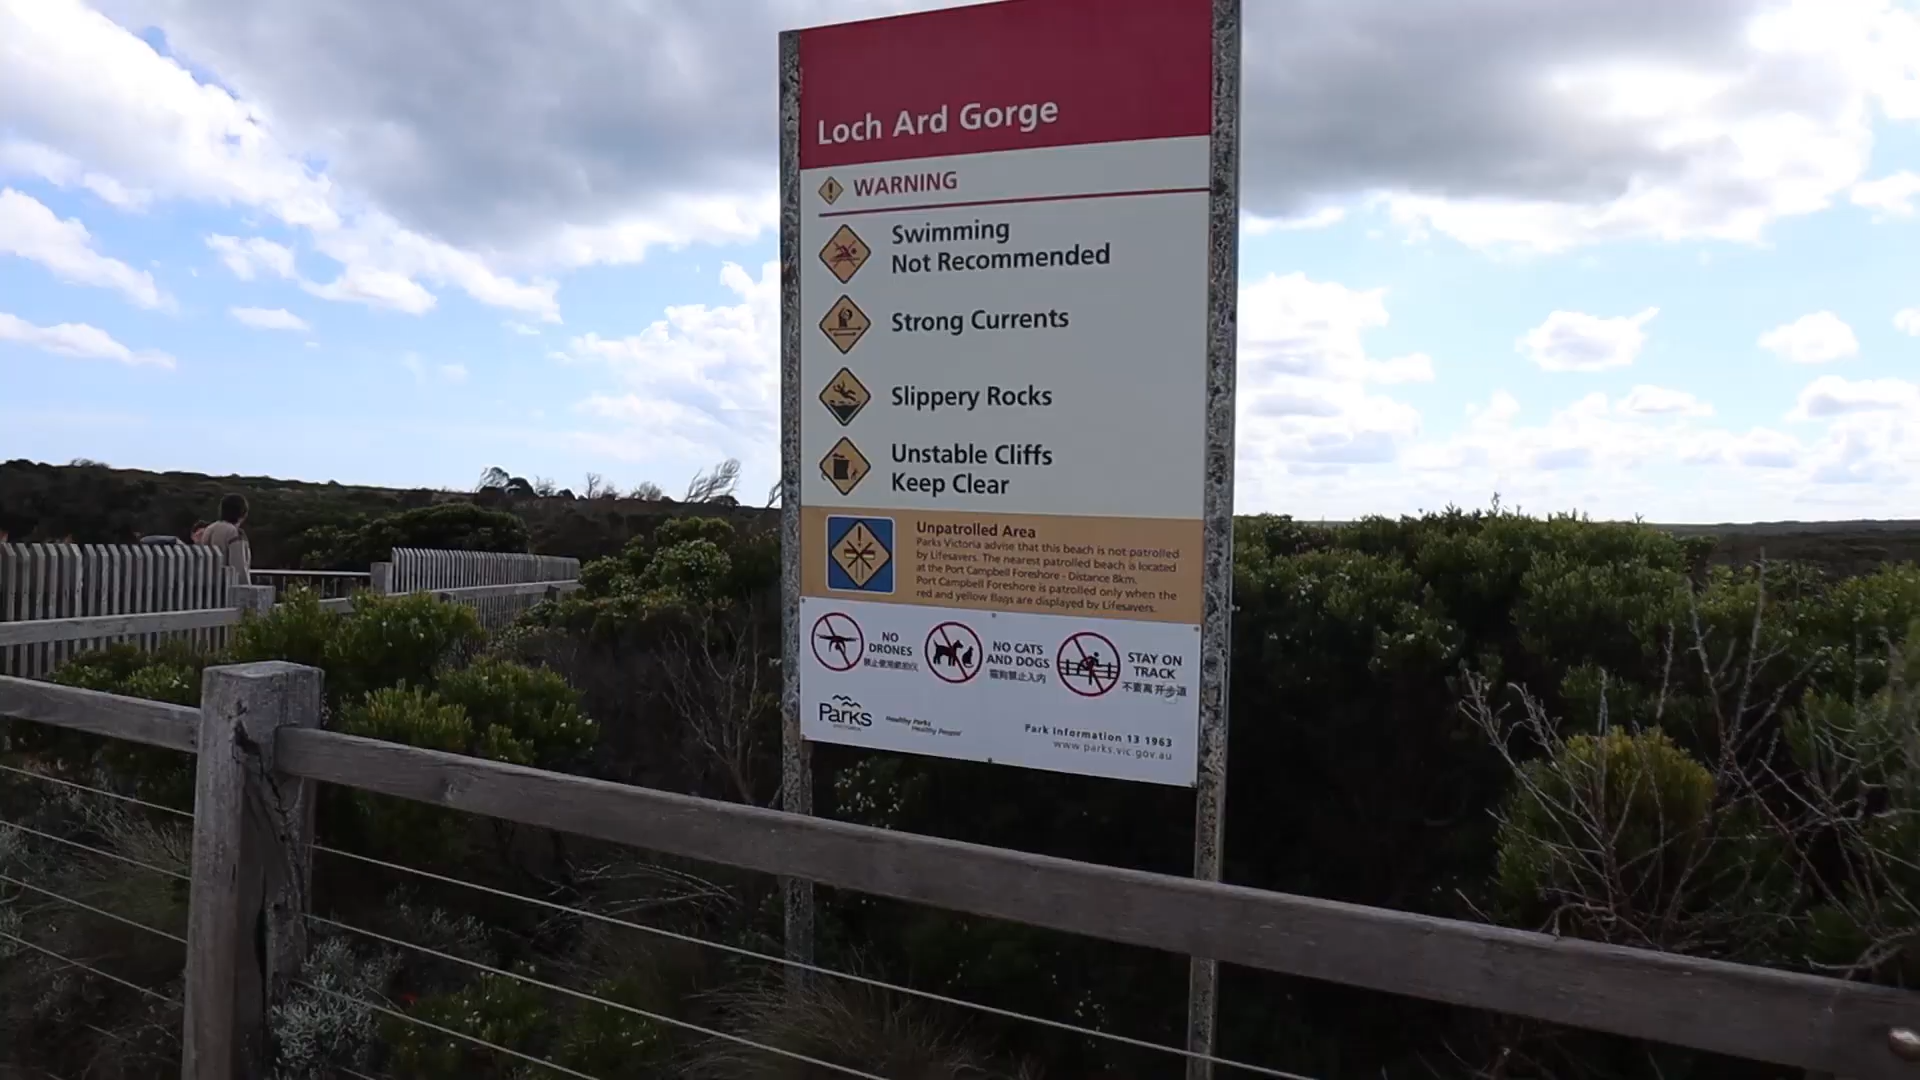 Loch Ard Gorge
WARNING
Swimming
Not Recommended
Strong Currents
Slippery Rocks
Unstable Cliffs
Keep Clear
Unpatrolled Area
Parks Victoria advise that this beach is not patrolled
by Lifesavers. The nearest patrolled beach is located
at the Port Campbell Foreshore - Distance 8km.
Port Campbell Foreshore is patrolled only when the
red and yellow flags are displayed by Lifesavers.
NO
DRONES
禁止使用航拍仪
NO CATS
AND DOGS
猫狗禁止入内
STAY ON
TRACK
不要离开步道
Parks
VICTORIA
Healthy Parks
Healthy People
Park Information 13 1963
www.parks.vic.gov.au